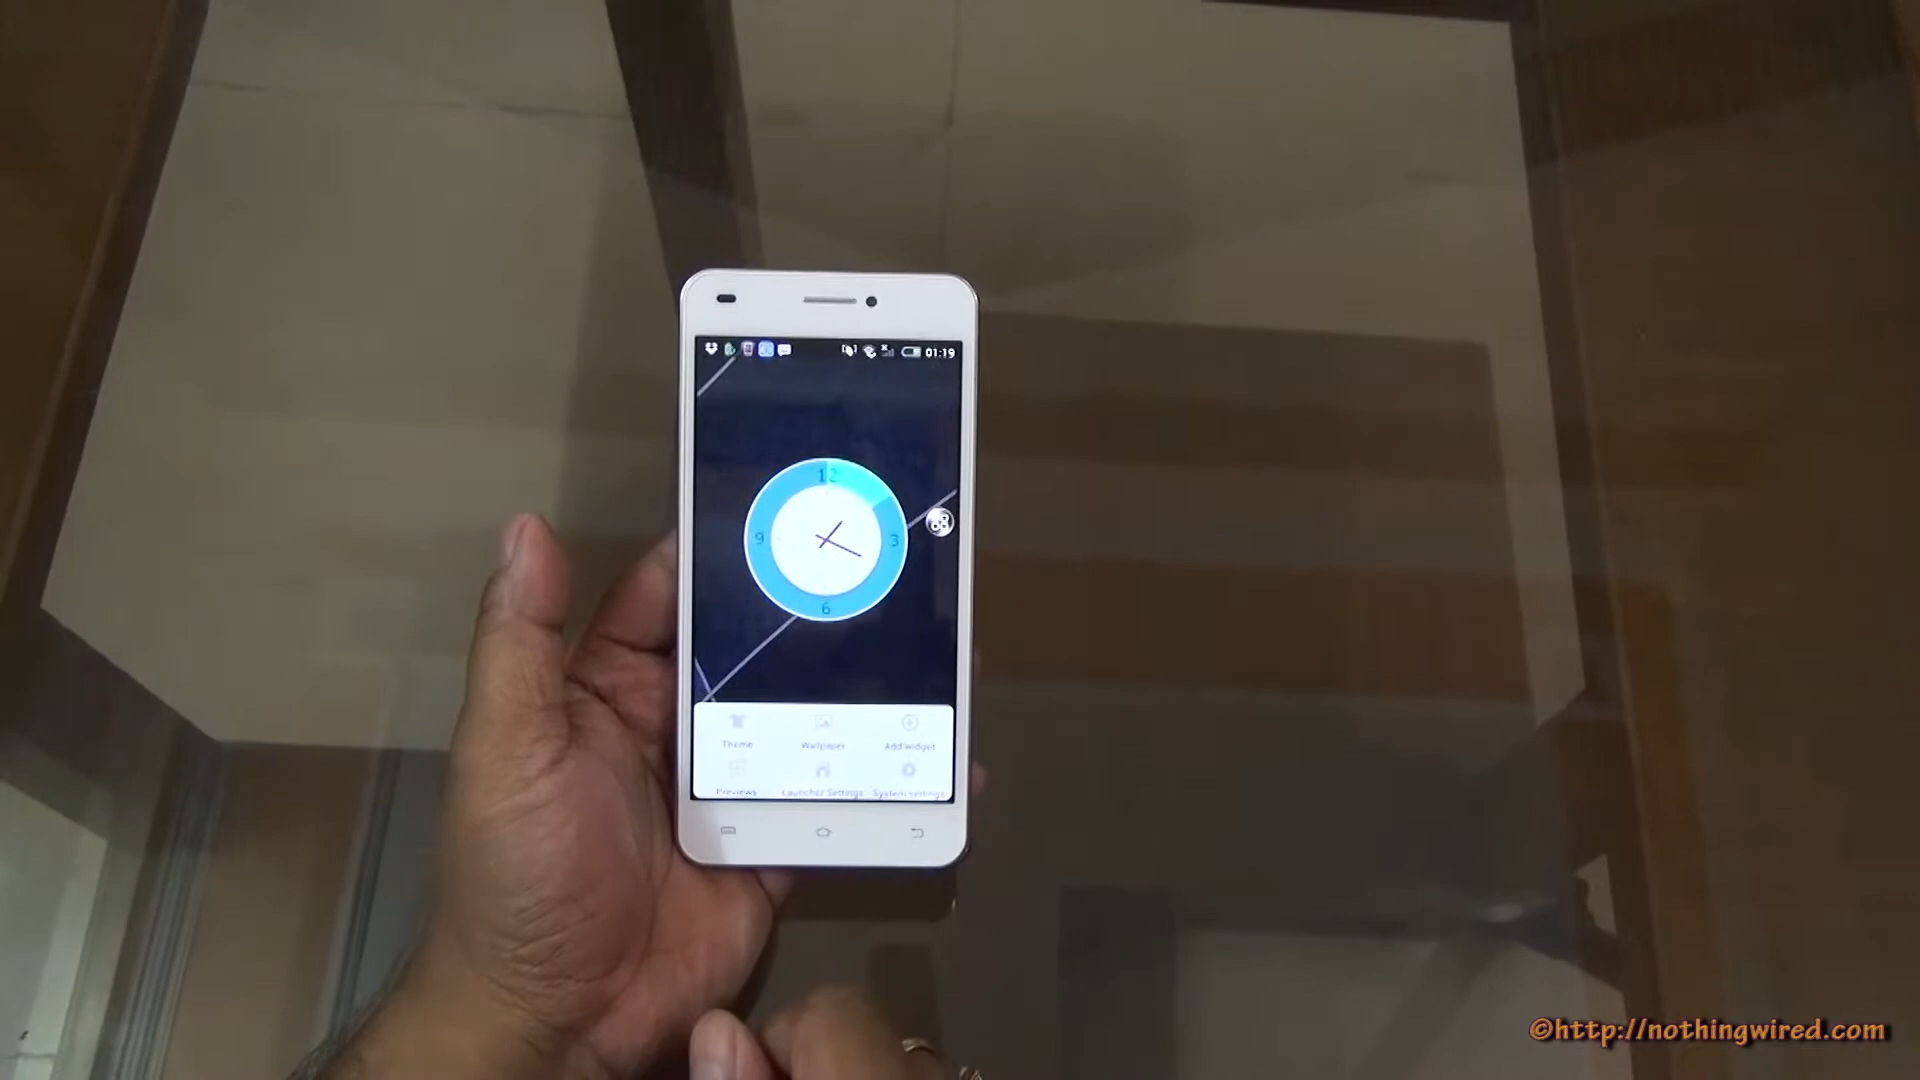 01:19
12
9 3
6
Theme Wallpaper Add widget
Previews Launcher Settings System settings
©http://nothingwired.com